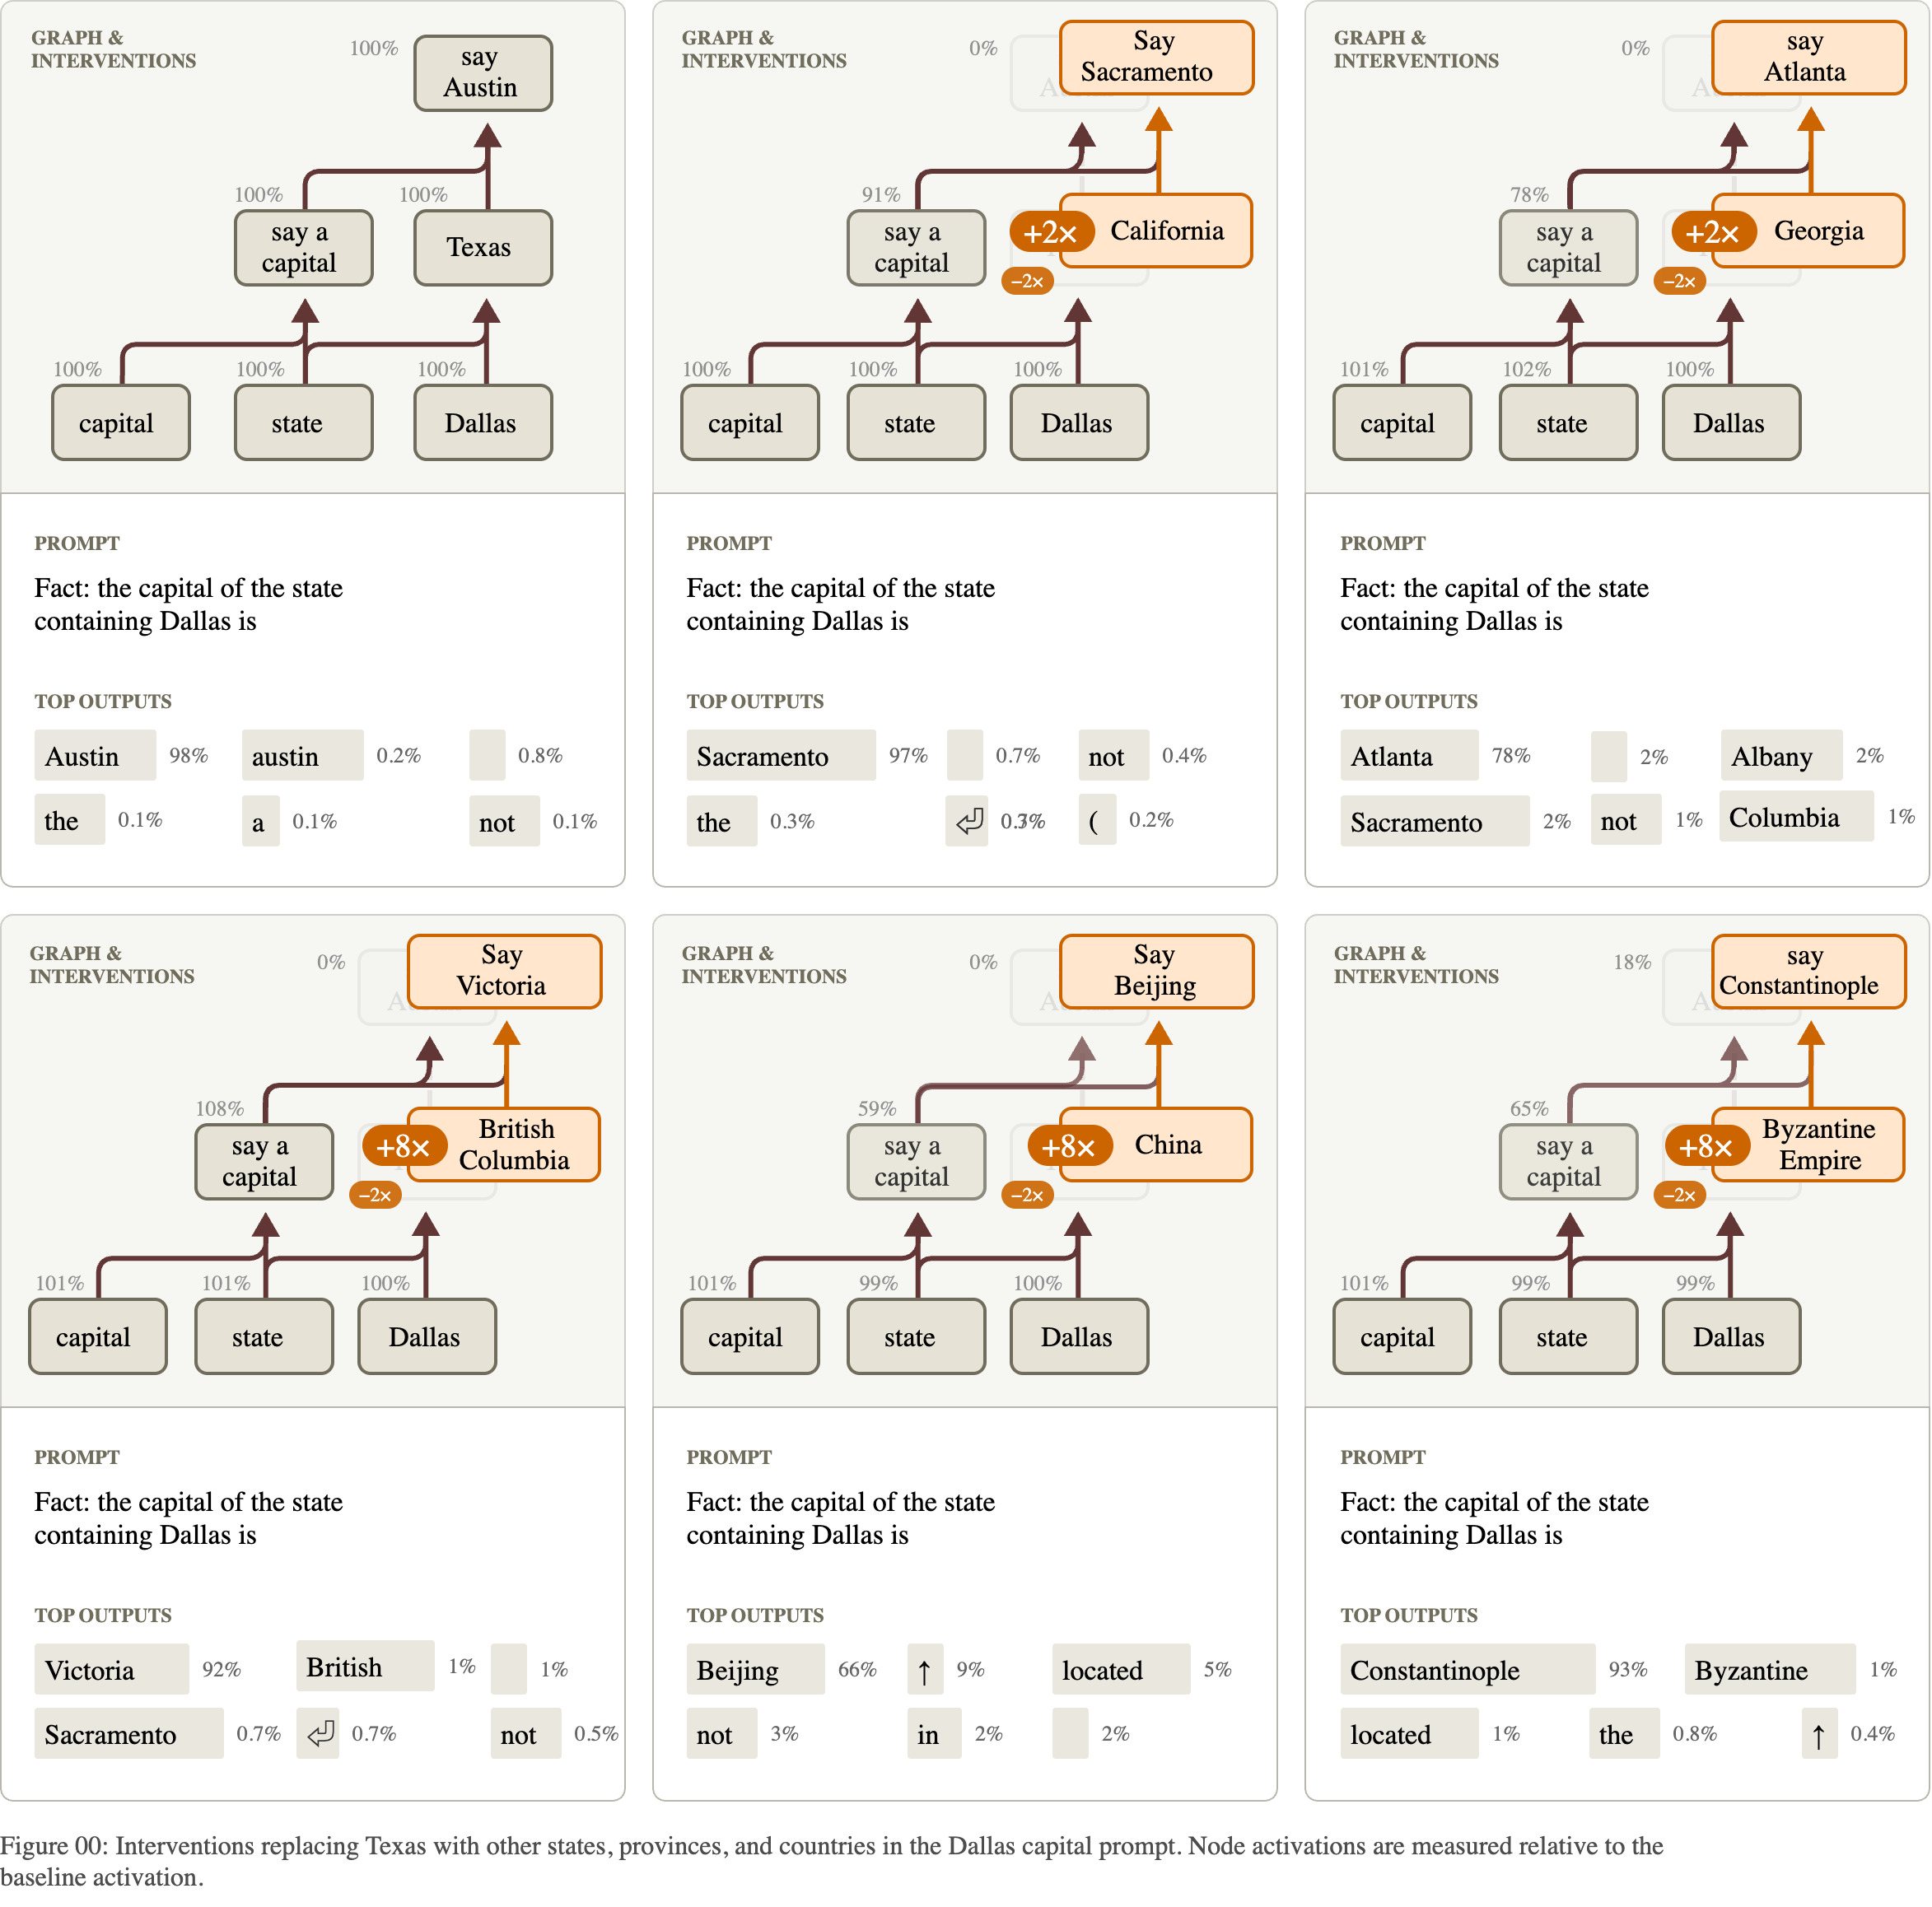 GRAPH &
INTERVENTIONS
100%
say
Austin
100%
100%
say a
capital
Texas
100%
100%
100%
capital
state
Dallas
PROMPT
Fact: the capital of the state
containing Dallas is
TOP OUTPUTS
Austin 98% austin 0.2% 0.8%
the 0.1% a 0.1% not 0.1%
GRAPH &
INTERVENTIONS
0%
Say
Sacramento
91%
say a
capital
+2×
California
−2×
100%
100%
100%
capital
state
Dallas
PROMPT
Fact: the capital of the state
containing Dallas is
TOP OUTPUTS
Sacramento 97% 0.7% not 0.4%
the 0.3% ⏎ ( 0.2%
GRAPH &
INTERVENTIONS
0%
say
Atlanta
78%
say a
capital
+2×
Georgia
−2×
101%
102%
100%
capital
state
Dallas
PROMPT
Fact: the capital of the state
containing Dallas is
TOP OUTPUTS
Atlanta 78% 2% Albany 2%
Sacramento 2% not 1% Columbia 1%
GRAPH &
INTERVENTIONS
0%
Say
Victoria
108%
say a
capital
+8×
British
Columbia
−2×
101%
101%
100%
capital
state
Dallas
PROMPT
Fact: the capital of the state
containing Dallas is
TOP OUTPUTS
Victoria 92% British 1% 1%
Sacramento 0.7% ⏎ 0.7% not 0.5%
GRAPH &
INTERVENTIONS
0%
Say
Beijing
59%
say a
capital
+8×
China
−2×
101%
99%
100%
capital
state
Dallas
PROMPT
Fact: the capital of the state
containing Dallas is
TOP OUTPUTS
Beijing 66% ↑ 9% located 5%
not 3% in 2% 2%
GRAPH &
INTERVENTIONS
18%
say
Constantinople
65%
say a
capital
+8×
Byzantine
Empire
−2×
101%
99%
99%
capital
state
Dallas
PROMPT
Fact: the capital of the state
containing Dallas is
TOP OUTPUTS
Constantinople 93% Byzantine 1%
located 1% the 0.8% ↑ 0.4%
Figure 00: Interventions replacing Texas with other states, provinces, and countries in the Dallas capital prompt. Node activations are measured relative to the
baseline activation.